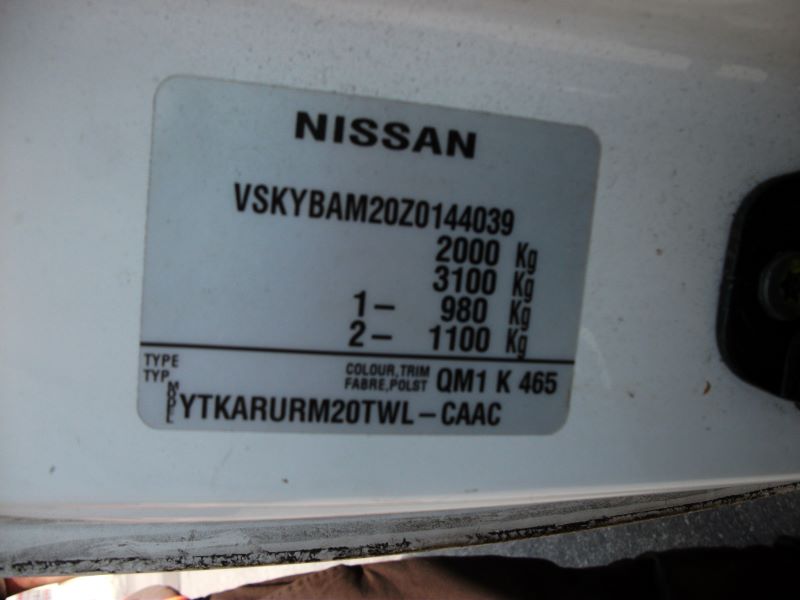 NISSAN
VSKYBAM20Z0144039
2000 Kg
3100 Kg
1- 980 Kg
2- 1100 Kg
TYPE
TYP.
COLOUR,TRIM
FABRE,POLST
QM1 K 465
MODEL
YTKARURM20TWL-CAAC